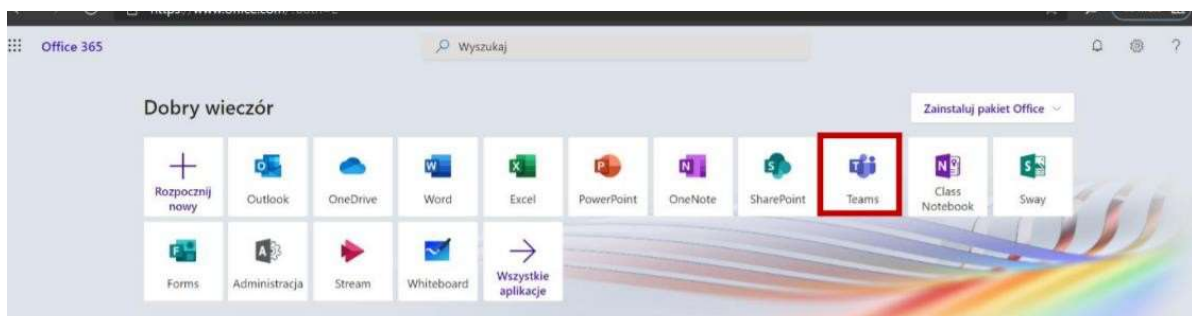 Office 365
Wyszukaj
Dobry wieczór
Zainstaluj pakiet Office
Rozpocznij
nowy
Outlook
OneDrive
Word
Excel
PowerPoint
OneNote
SharePoint
Teams
Class
Notebook
Sway
Forms
Administracja
Stream
Whiteboard
Wszystkie
aplikacje